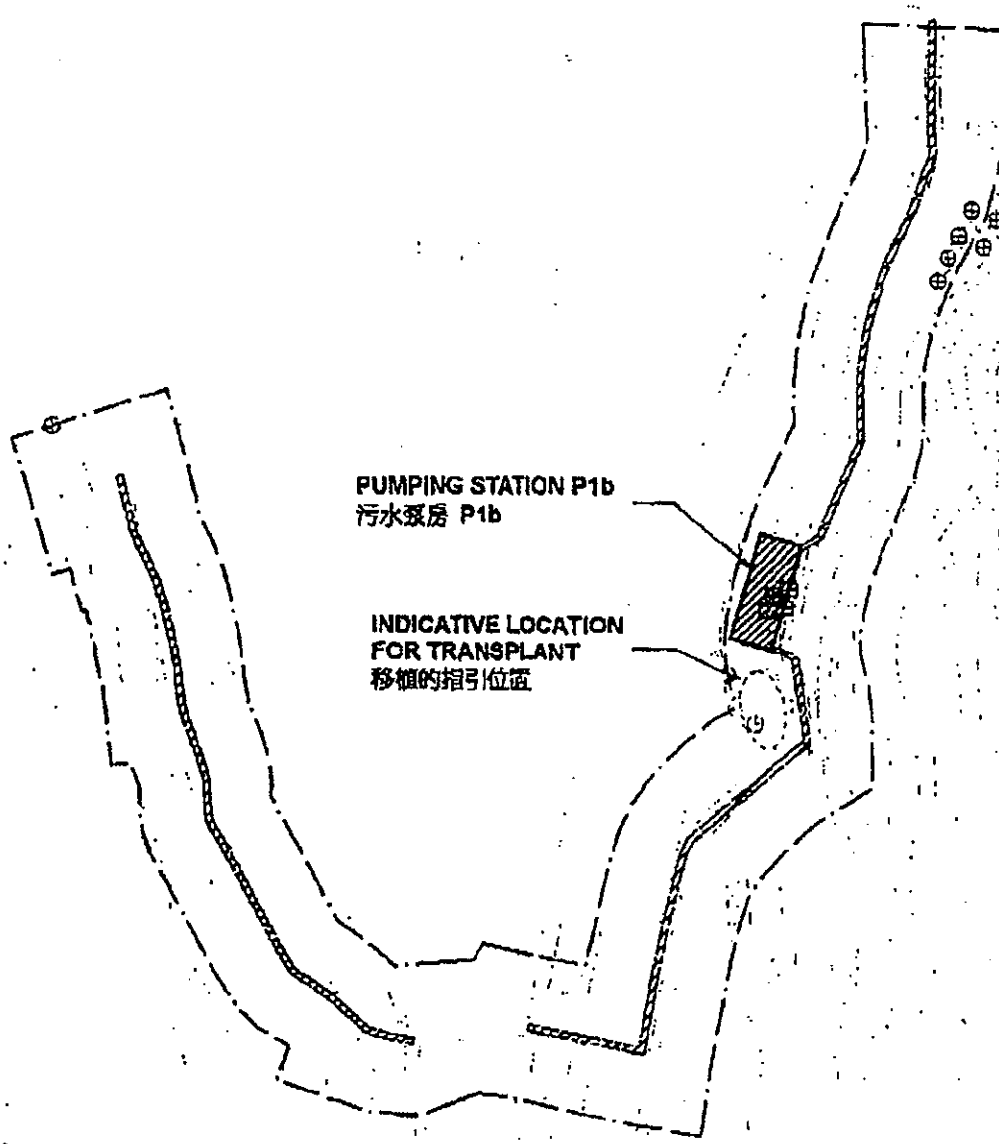 PUMPING STATION P1b
污水泵房 P1b
INDICATIVE LOCATION
FOR TRANSPLANT
移植的指引位置